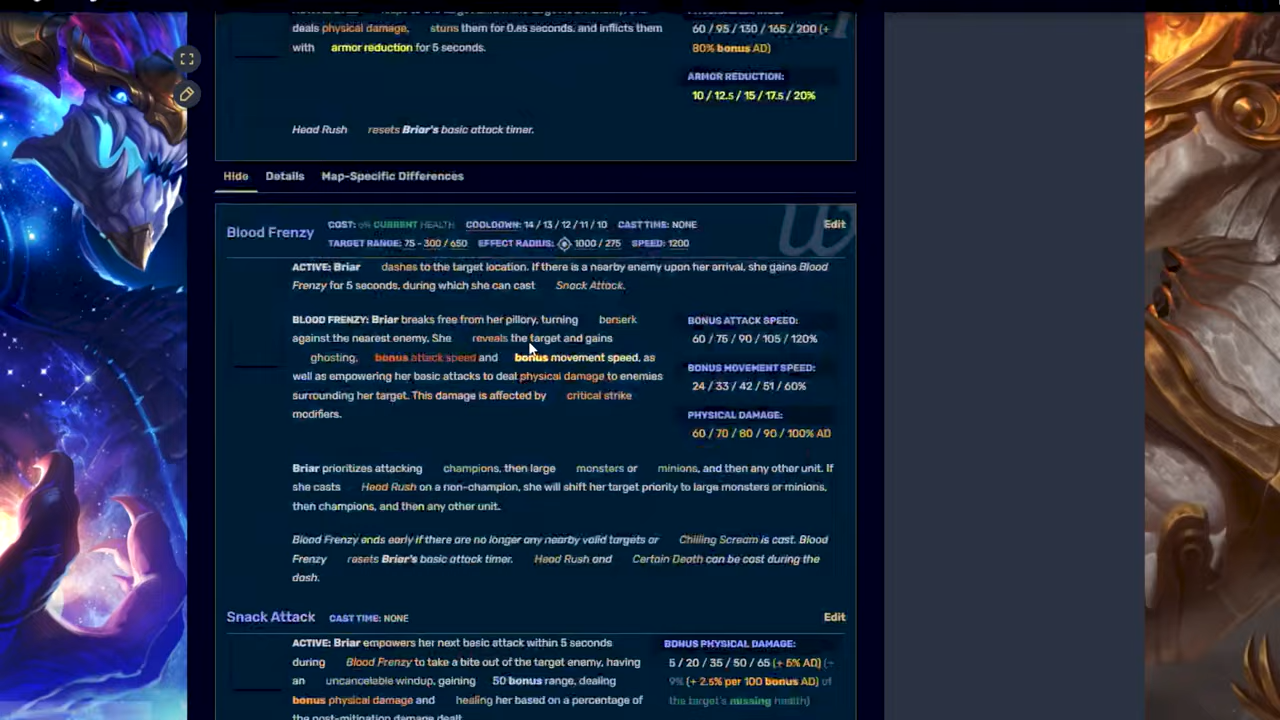 deals physical damage, stuns them for 0.85 seconds, and inflicts them
with armor reduction for 5 seconds.
60 / 95 / 130 / 165 / 200 (+
80% bonus AD)
ARMOR REDUCTION:
10 / 12.5 / 15 / 17.5 / 20%
Head Rush resets Briar's basic attack timer.
Hide Details Map-Specific Differences
Blood Frenzy
COST: 0% CURRENT HEALTH COOLDOWN: 14 / 13 / 12 / 11 / 10 CAST TIME: NONE
TARGET RANGE: 75 - 300 / 650 EFFECT RADIUS: 1000 / 275 SPEED: 1200
Edit
ACTIVE: Briar dashes to the target location. If there is a nearby enemy upon her arrival, she gains Blood
Frenzy for 5 seconds, during which she can cast Snack Attack.
BLOOD FRENZY: Briar breaks free from her pillory, turning berserk
against the nearest enemy. She reveals the target and gains
ghosting, bonus attack speed and bonus movement speed, as
well as empowering her basic attacks to deal physical damage to enemies
surrounding her target. This damage is affected by critical strike
modifiers.
BONUS ATTACK SPEED:
60 / 75 / 90 / 105 / 120%
BONUS MOVEMENT SPEED:
24 / 33 / 42 / 51 / 60%
PHYSICAL DAMAGE:
60 / 70 / 80 / 90 / 100% AD
Briar prioritizes attacking champions, then large monsters or minions, and then any other unit. If
she casts Head Rush on a non-champion, she will shift her target priority to large monsters or minions,
then champions, and then any other unit.
Blood Frenzy ends early if there are no longer any nearby valid targets or Chilling Scream is cast. Blood
Frenzy resets Briar's basic attack timer. Head Rush and Certain Death can be cast during the
dash.
Snack Attack CAST TIME: NONE Edit
ACTIVE: Briar empowers her next basic attack within 5 seconds
during Blood Frenzy to take a bite out of the target enemy, having
an uncancelable windup, gaining 50 bonus range, dealing
bonus physical damage and healing her based on a percentage of
the post-mitigation damage dealt
BONUS PHYSICAL DAMAGE:
5 / 20 / 35 / 50 / 65 (+ 5% AD) (+
9% (+ 2.5% per 100 bonus AD) of
the target's missing health)